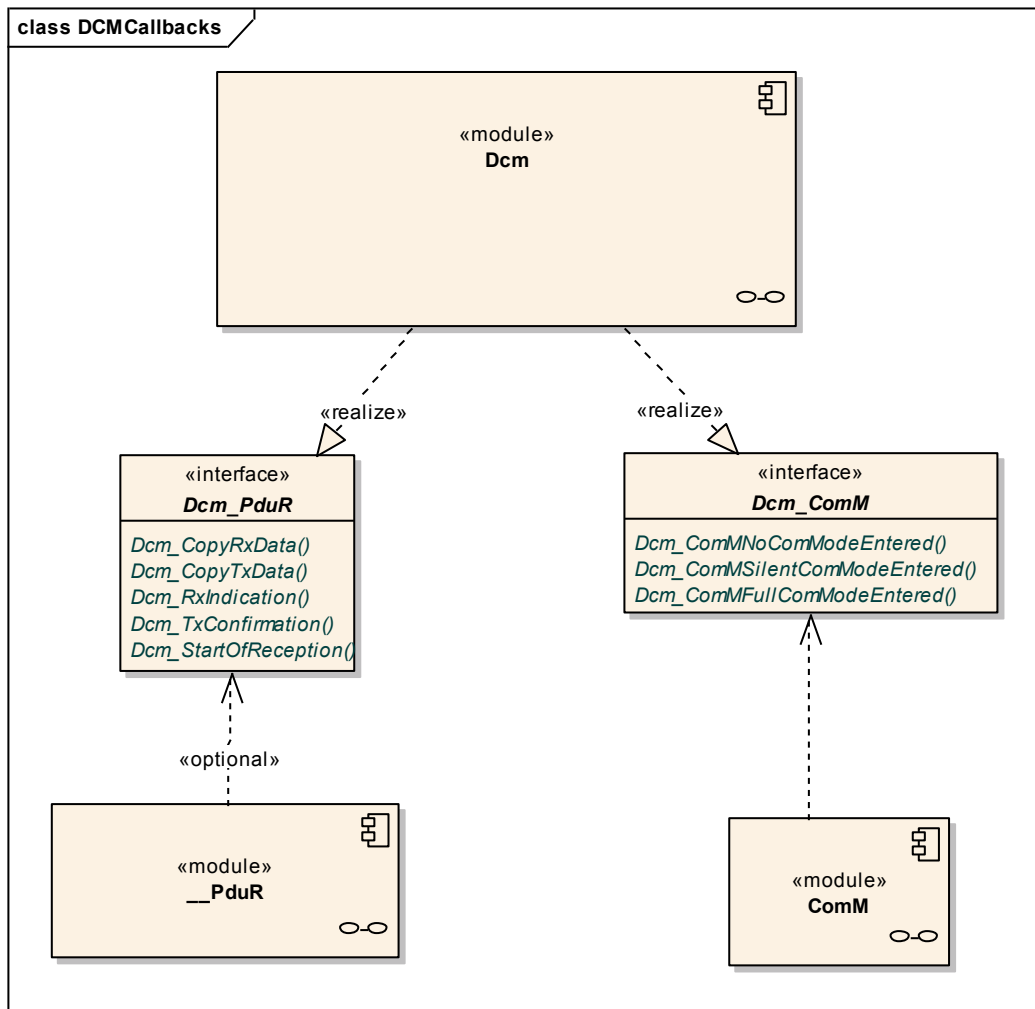 class DCMCallbacks
«module»
Dcm
«realize»
«realize»
«interface»
Dcm_PduR
Dcm_CopyRxData()
Dcm_CopyTxData()
Dcm_RxIndication()
Dcm_TxConfirmation()
Dcm_StartOfReception()
«interface»
Dcm_ComM
Dcm_ComMNoComModeEntered()
Dcm_ComMSilentComModeEntered()
Dcm_ComMFullComModeEntered()
«optional»
«module»
__PduR
«module»
ComM